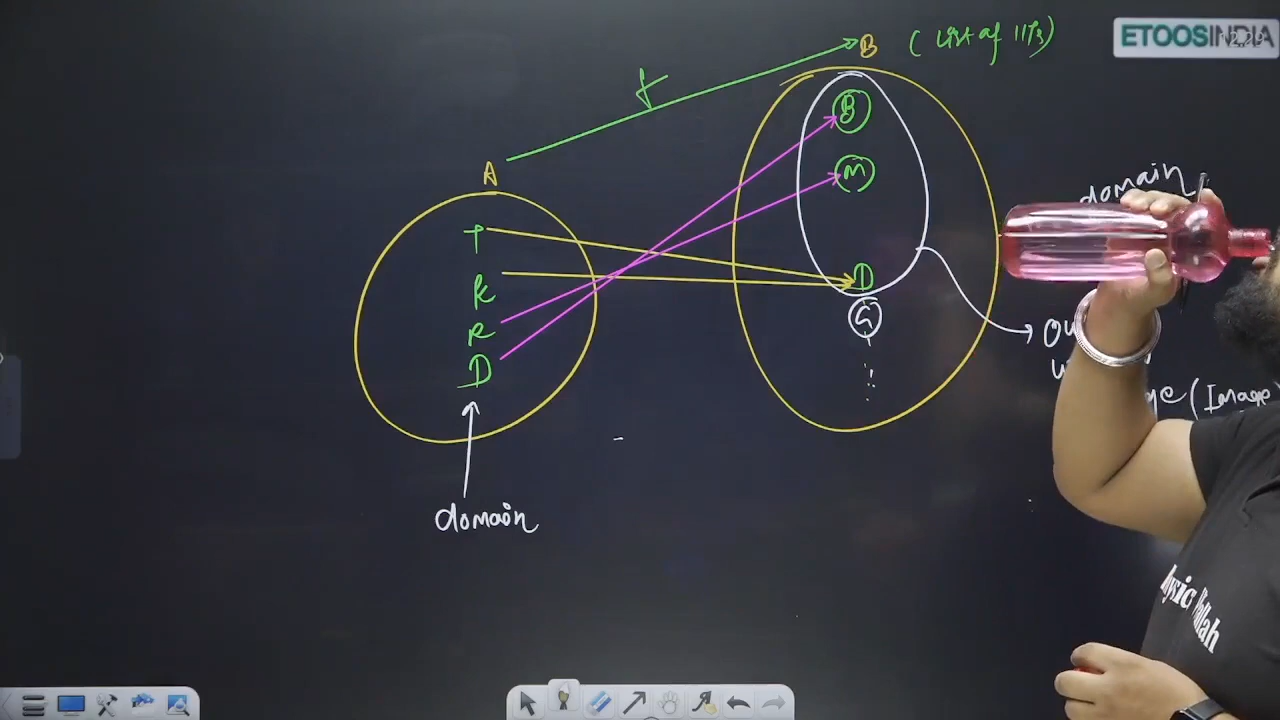 ETOOSINDIA
B (List of IITs)
f
A
B
M
domain
T
D
K
G
R
D
(Image
domain